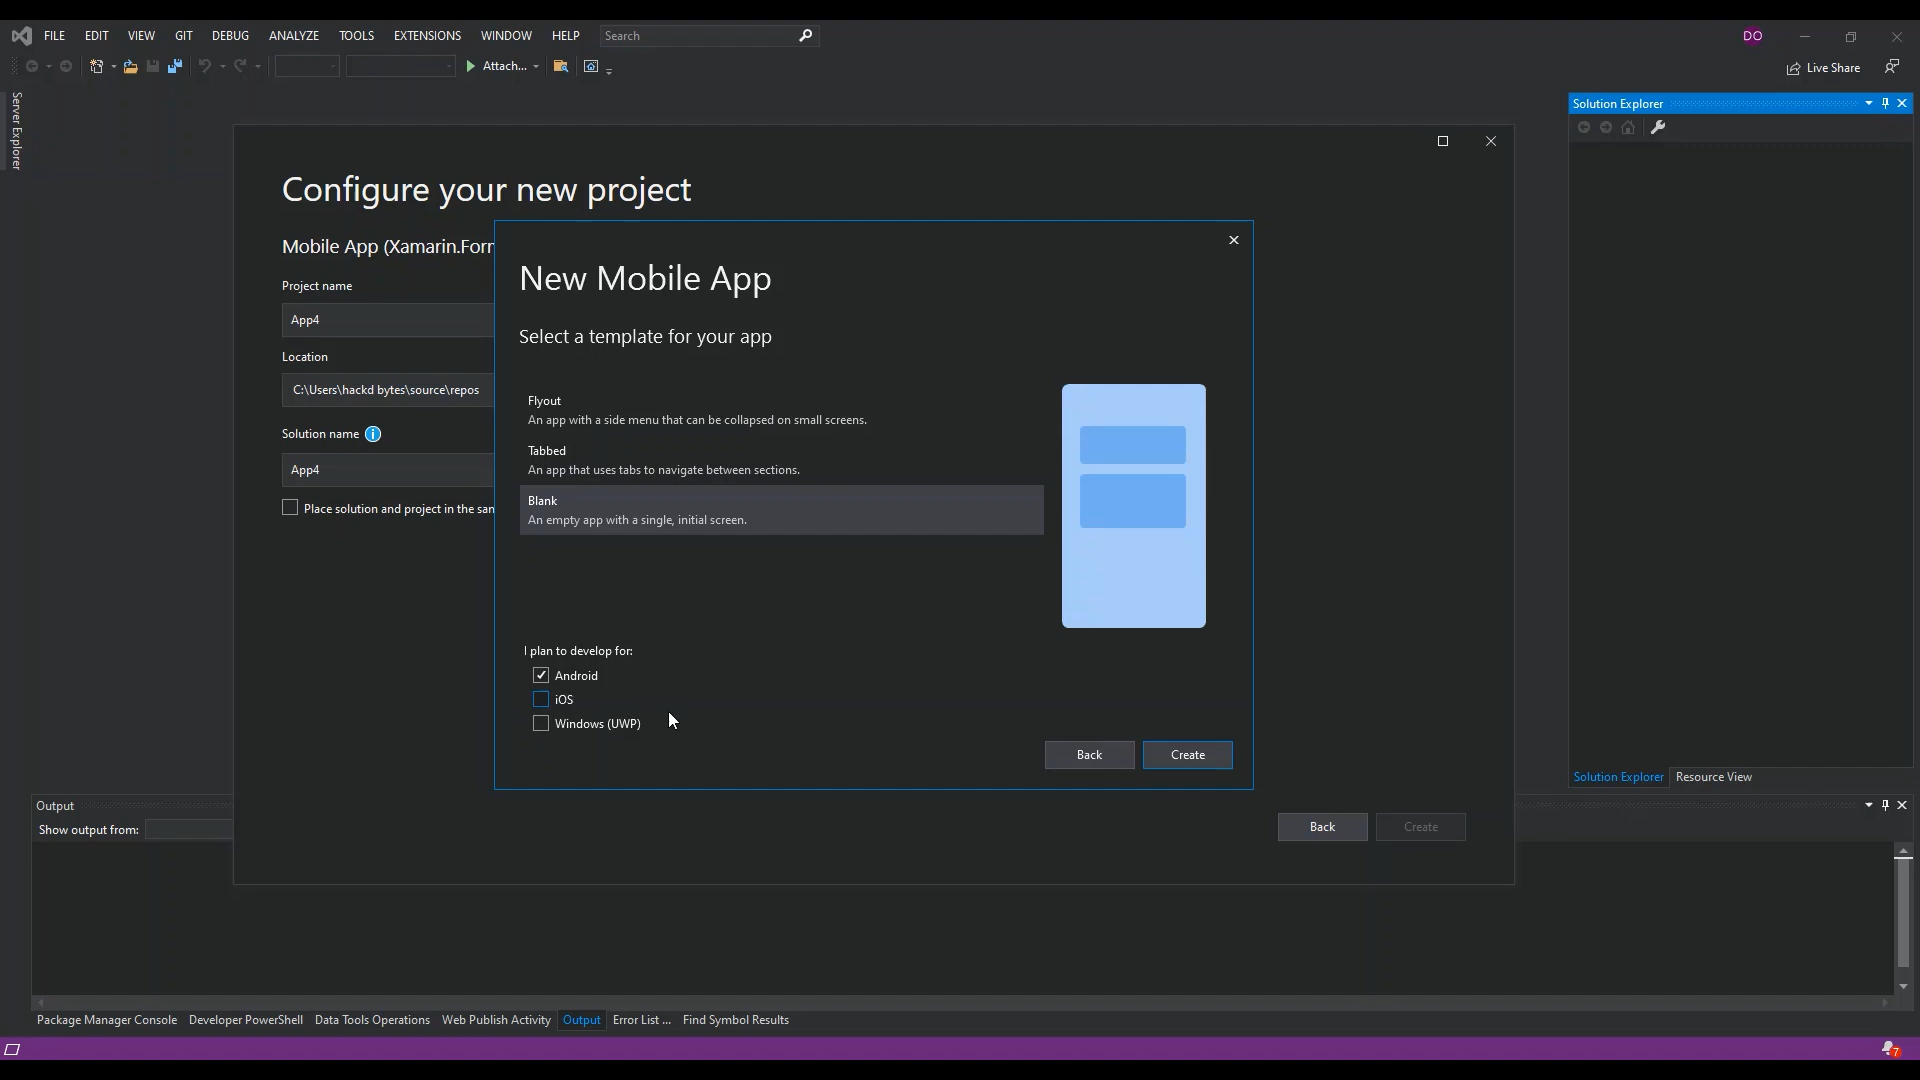 FILE EDIT VIEW GIT DEBUG ANALYZE TOOLS EXTENSIONS WINDOW HELP Search DO
Attach... Live Share
Server Explorer
Solution Explorer
Configure your new project
Mobile App (Xamarin.Forr
Project name
App4
Location
C:\Users\hackd bytes\source\repos
Solution name
App4
Place solution and project in the san
New Mobile App
Select a template for your app
Flyout
An app with a side menu that can be collapsed on small screens.
Tabbed
An app that uses tabs to navigate between sections.
Blank
An empty app with a single, initial screen.
I plan to develop for:
Android
iOS
Windows (UWP)
Back Create
Back Create
Solution Explorer Resource View
Output
Show output from:
Package Manager Console Developer PowerShell Data Tools Operations Web Publish Activity Output Error List ... Find Symbol Results
7